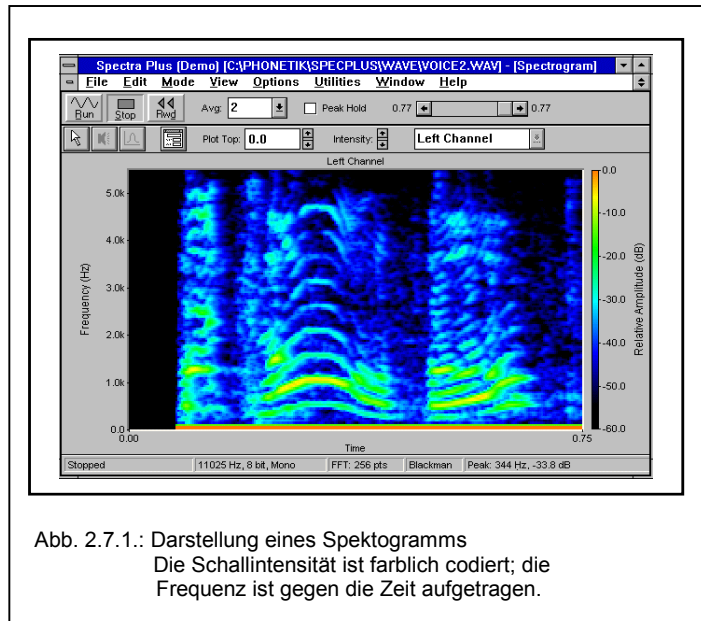 Spectra Plus (Demo) [C:\PHONETIK\SPECPLUS\WAVE\VOICE2.WAV] - [Spectrogram]
File Edit Mode View Options Utilities Window Help
Run Stop Rwd Avg: 2 Peak Hold 0.77 0.77
Plot Top: 0.0 Intensity: Left Channel
Left Channel
5.0k
4.0k
3.0k
2.0k
1.0k
0.0
Frequency (Hz)
0.00
Time
0.75
0.0
-10.0
-20.0
-30.0
-40.0
-50.0
-60.0
Relative Amplitude (dB)
Stopped 11025 Hz, 8 bit, Mono FFT: 256 pts Blackman Peak: 344 Hz, -33.8 dB
Abb. 2.7.1.: Darstellung eines Spektogramms
Die Schallintensität ist farblich codiert; die
Frequenz ist gegen die Zeit aufgetragen.